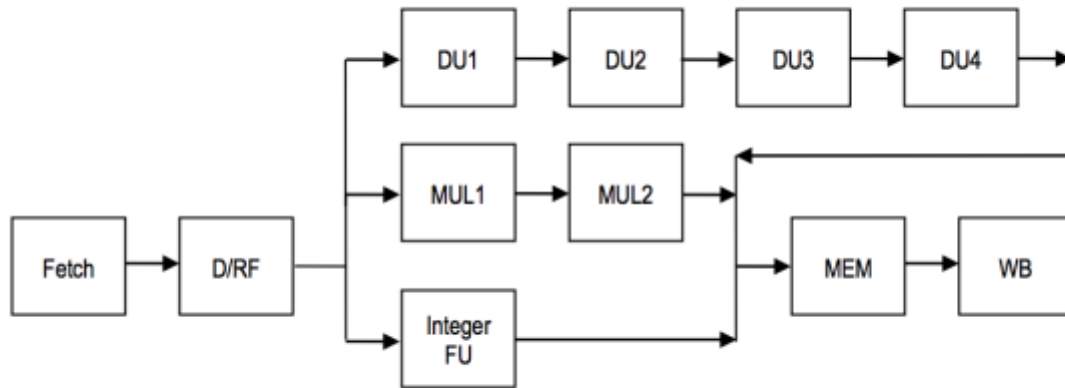 DU1
DU2
DU3
DU4
MUL1
MUL2
Fetch
D/RF
MEM
WB
Integer
FU